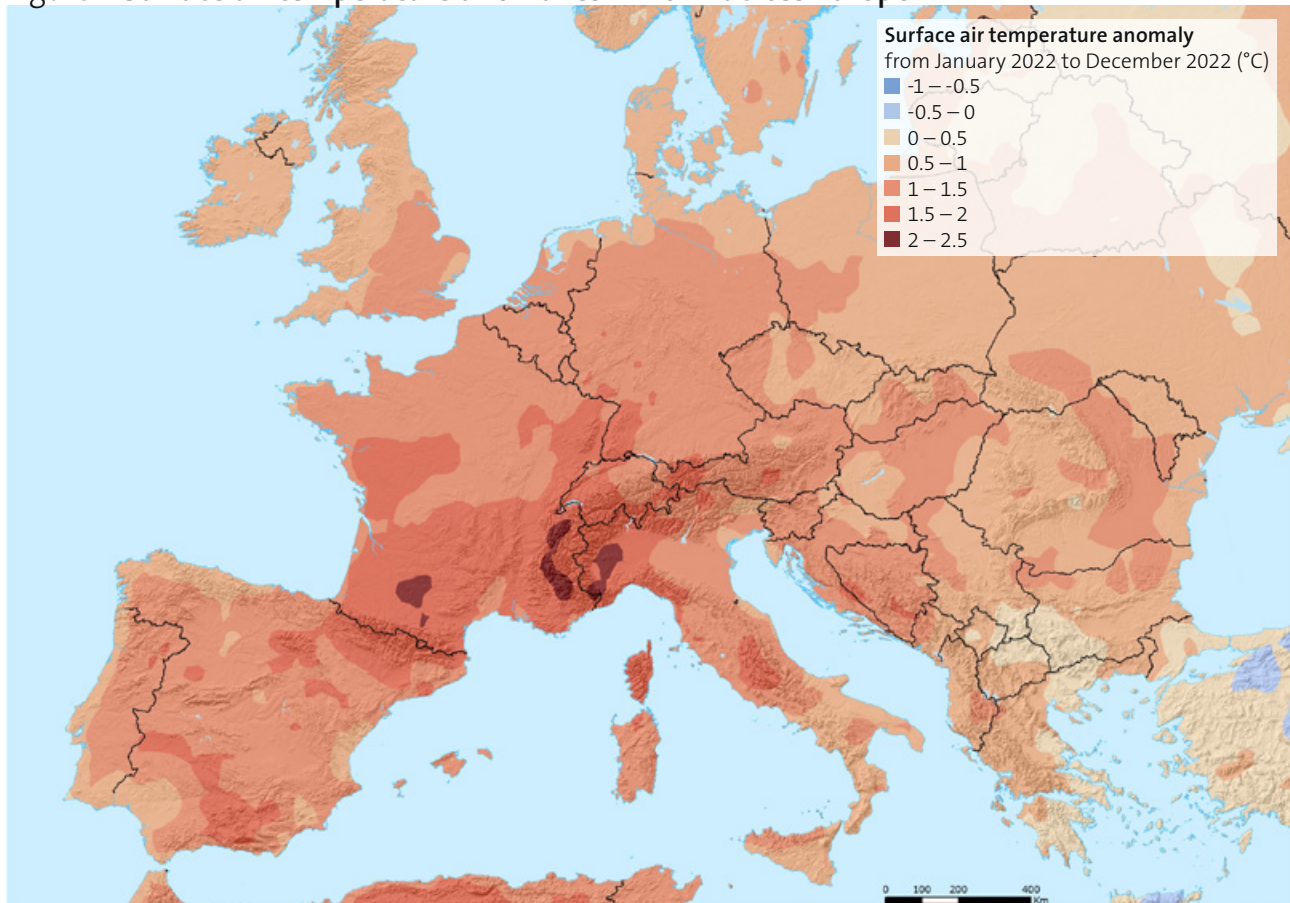 Surface air temperature anomaly
from January 2022 to December 2022 (°C)
-1 – -0.5
-0.5 – 0
0 – 0.5
0.5 – 1
1 – 1.5
1.5 – 2
2 – 2.5
0 100 200 400
Km